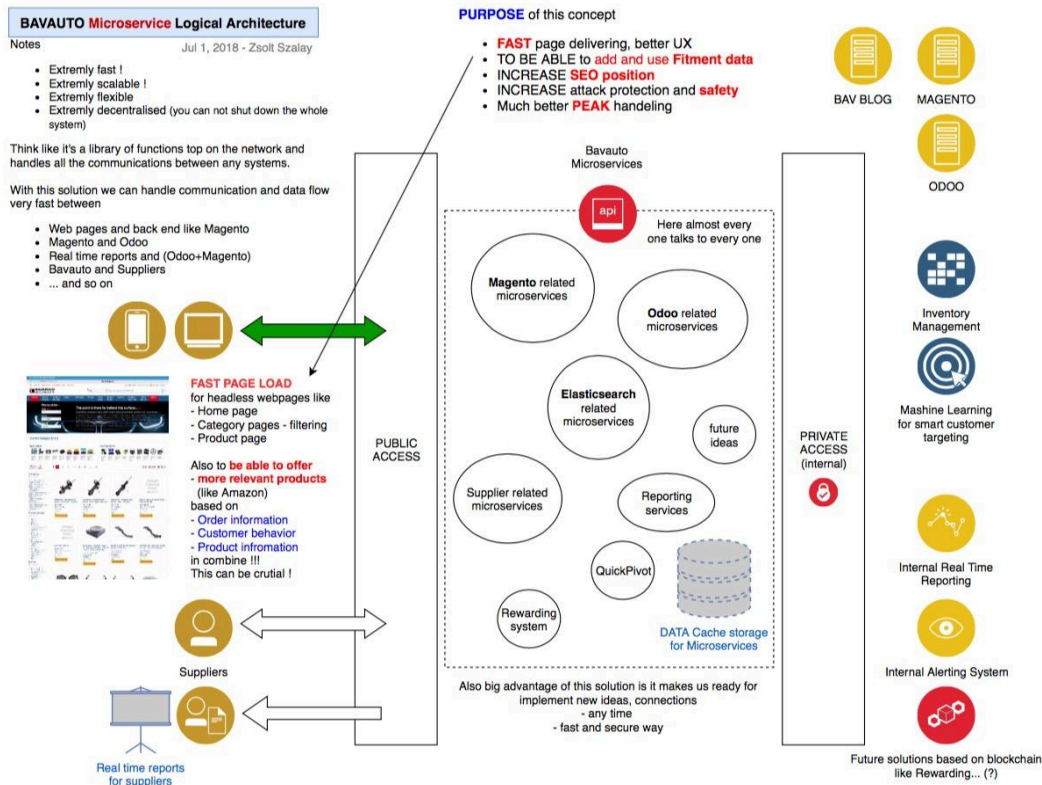 BAVAUTO Microservice Logical Architecture
Notes
Jul 1, 2018 - Zsolt Szalay
• Extremly fast !
• Extremly scalable !
• Extremly flexible
• Extremly decentralised (you can not shut down the whole
system)
Think like it's a library of functions top on the network and
handles all the communications between any systems.
With this solution we can handle communication and data flow
very fast between
• Web pages and back end like Magento
• Magento and Odoo
• Real time reports and (Odoo+Magento)
• Bavauto and Suppliers
• ... and so on
PURPOSE of this concept
• FAST page delivering, better UX
• TO BE ABLE to add and use Fitment data
• INCREASE SEO position
• INCREASE attack protection and safety
• Much better PEAK handeling
FAST PAGE LOAD
for headless webpages like
- Home page
- Category pages - filtering
- Product page
Also to be able to offer
- more relevant products
(like Amazon)
based on
- Order information
- Customer behavior
- Product infromation
in combine !!!
This can be crutial !
Suppliers
Real time reports
for suppliers
PUBLIC
ACCESS
Bavauto
Microservices
api
Here almost every
one talks to every one
Magento related
microservices
Odoo related
microservices
Elasticsearch
related
microservices
future
ideas
Supplier related
microservices
Reporting
services
QuickPivot
Rewarding
system
DATA Cache storage
for Microservices
Also big advantage of this solution is it makes us ready for
implement new ideas, connections
- any time
- fast and secure way
PRIVATE
ACCESS
(internal)
BAV BLOG
MAGENTO
ODOO
Inventory
Management
Mashine Learning
for smart customer
targeting
Internal Real Time
Reporting
Internal Alerting System
Future solutions based on blockchain
like Rewarding... (?)